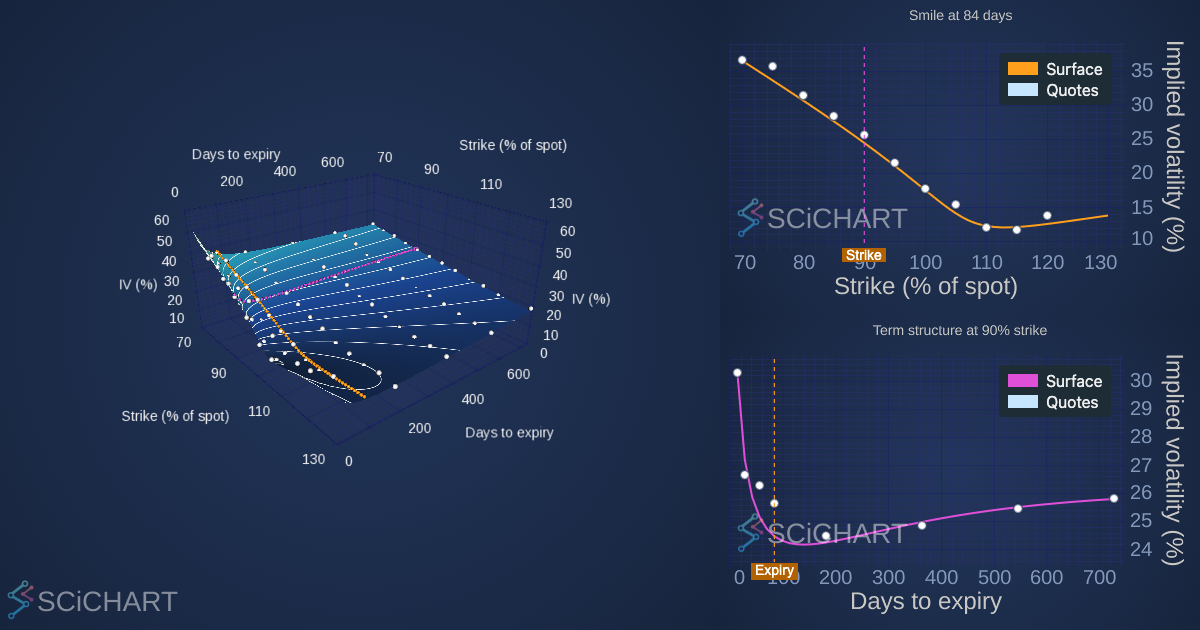 Days to expiry
Strike (% of spot)
0
200
400
600
70
90
110
130
60
50
40
30
20
10
IV (%)
60
50
40
30
20
10
0
IV (%)
70
90
110
130
Strike (% of spot)
0
200
400
600
Days to expiry
SCiCHART
Smile at 84 days
Surface
Quotes
35
30
25
20
15
10
Implied volatility (%)
SCiCHART
Strike
70
80
90
100
110
120
130
Strike (% of spot)
Term structure at 90% strike
Surface
Quotes
30
29
28
27
26
25
24
Implied volatility (%)
SCiCHART
Expiry
0
100
200
300
400
500
600
700
Days to expiry